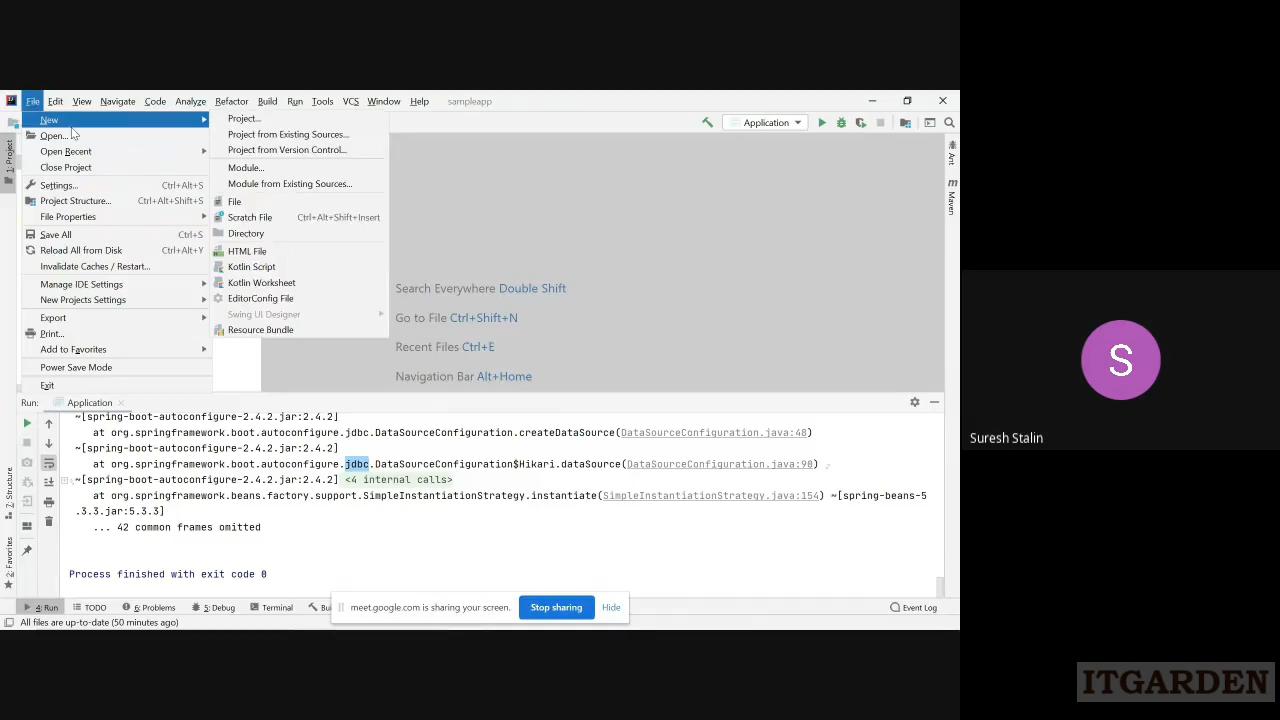 File Edit View Navigate Code Analyze Refactor Build Run Tools VCS Window Help sampleapp
New
Open...
Open Recent
Close Project
Settings... Ctrl+Alt+S
Project Structure... Ctrl+Alt+Shift+S
File Properties
Save All Ctrl+S
Reload All from Disk Ctrl+Alt+Y
Invalidate Caches / Restart...
Manage IDE Settings
New Projects Settings
Export
Print...
Add to Favorites
Power Save Mode
Exit
Project...
Project from Existing Sources...
Project from Version Control...
Module...
Module from Existing Sources...
File
Scratch File Ctrl+Alt+Shift+Insert
Directory
HTML File
Kotlin Script
Kotlin Worksheet
EditorConfig File
Swing UI Designer
Resource Bundle
Application
1: Project
Ant
Maven
Search Everywhere Double Shift
Go to File Ctrl+Shift+N
Recent Files Ctrl+E
Navigation Bar Alt+Home
Run: Application
~[spring-boot-autoconfigure-2.4.2.jar:2.4.2]
at org.springframework.boot.autoconfigure.jdbc.DataSourceConfiguration.createDataSource(DataSourceConfiguration.java:48)
~[spring-boot-autoconfigure-2.4.2.jar:2.4.2]
at org.springframework.boot.autoconfigure.jdbc.DataSourceConfiguration$Hikari.dataSource(DataSourceConfiguration.java:90)
~[spring-boot-autoconfigure-2.4.2.jar:2.4.2] <4 internal calls>
at org.springframework.beans.factory.support.SimpleInstantiationStrategy.instantiate(SimpleInstantiationStrategy.java:154) ~[spring-beans-5
.3.3.jar:5.3.3]
... 42 common frames omitted
Process finished with exit code 0
7: Structure
2: Favorites
4: Run TODO 6: Problems 5: Debug Terminal Bui
meet.google.com is sharing your screen. Stop sharing Hide
Event Log
All files are up-to-date (50 minutes ago)
S
Suresh Stalin
ITGARDEN